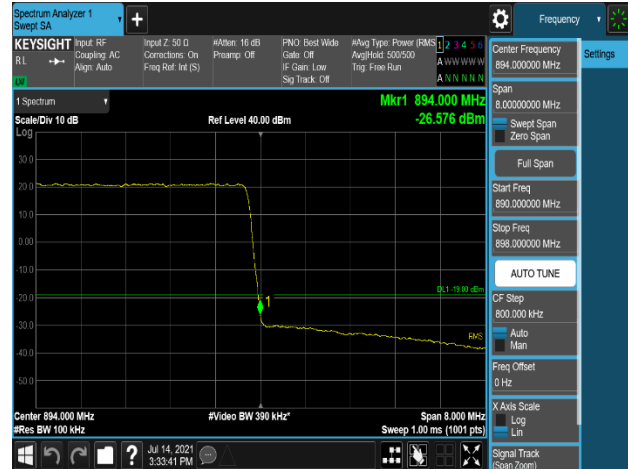 Spectrum Analyzer 1
Swept SA
+
Frequency
KEYSIGHT
RL
Input: RF
Coupling: AC
Align: Auto
Input Z: 50 Ω
Corrections: On
Freq Ref: Int (S)
#Atten: 16 dB
Preamp: Off
PNO: Best Wide
Gate: Off
IF Gain: Low
Sig Track: Off
#Avg Type: Power (RMS
Avg|Hold: 500/500
Trig: Free Run
1 2 3 4 5 6
A W W W W W
A N N N N N
1 Spectrum
Scale/Div 10 dB
Ref Level 40.00 dBm
Mkr1 894.000 MHz
-26.576 dBm
Log
30.0
20.0
10.0
0.00
-10.0
-20.0
-30.0
-40.0
-50.0
DL1 -19.00 dBm
1
RMS
Center 894.000 MHz
#Res BW 100 kHz
#Video BW 390 kHz*
Span 8.000 MHz
Sweep 1.00 ms (1001 pts)
Jul 14, 2021
3:33:41 PM
?
Center Frequency
894.000000 MHz
Span
8.00000000 MHz
Swept Span
Zero Span
Full Span
Start Freq
890.000000 MHz
Stop Freq
898.000000 MHz
AUTO TUNE
CF Step
800.000 kHz
Auto
Man
Freq Offset
0 Hz
X Axis Scale
Log
Lin
Signal Track
(Span Zoom)
Settings